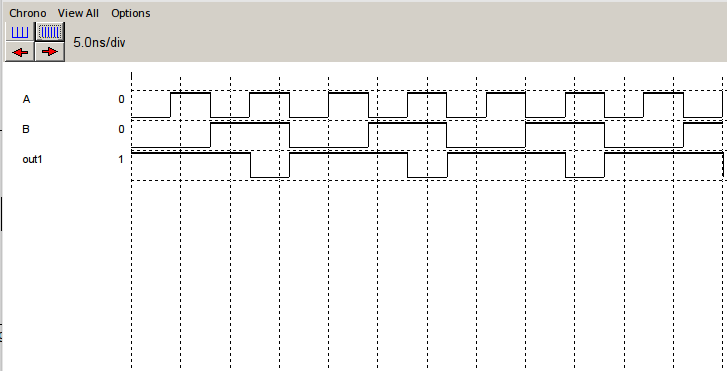 Chrono View All Options
5.0ns/div
A 0
B 0
out1 1